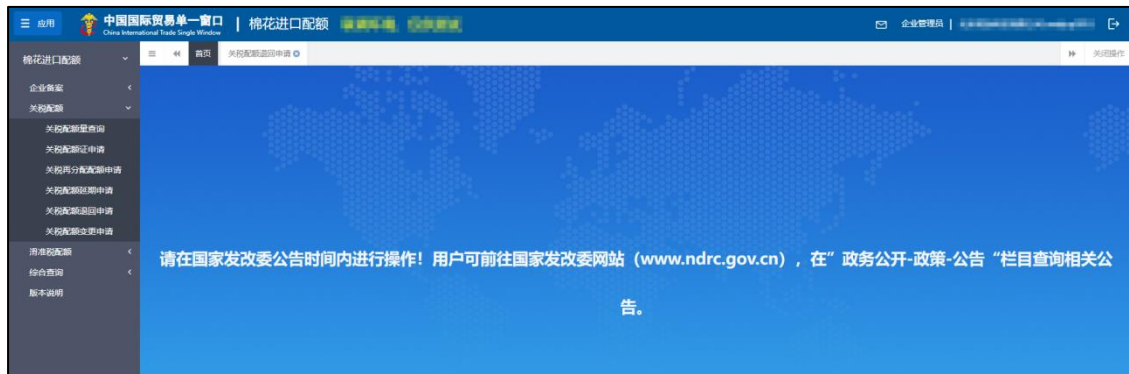 应用
中国国际贸易单一窗口 | 棉花进口配额
China International Trade Single Window
企业管理员 |
棉花进口配额
首页
关税配额退回申请
关闭操作
企业备案
关税配额
关税配额量查询
关税配额证申请
关税再分配配额申请
关税配额延期申请
关税配额退回申请
关税配额变更申请
滑准税配额
综合查询
版本说明
请在国家发改委公告时间内进行操作！用户可前往国家发改委网站（www.ndrc.gov.cn），在”政务公开-政策-公告“栏目查询相关公
告。